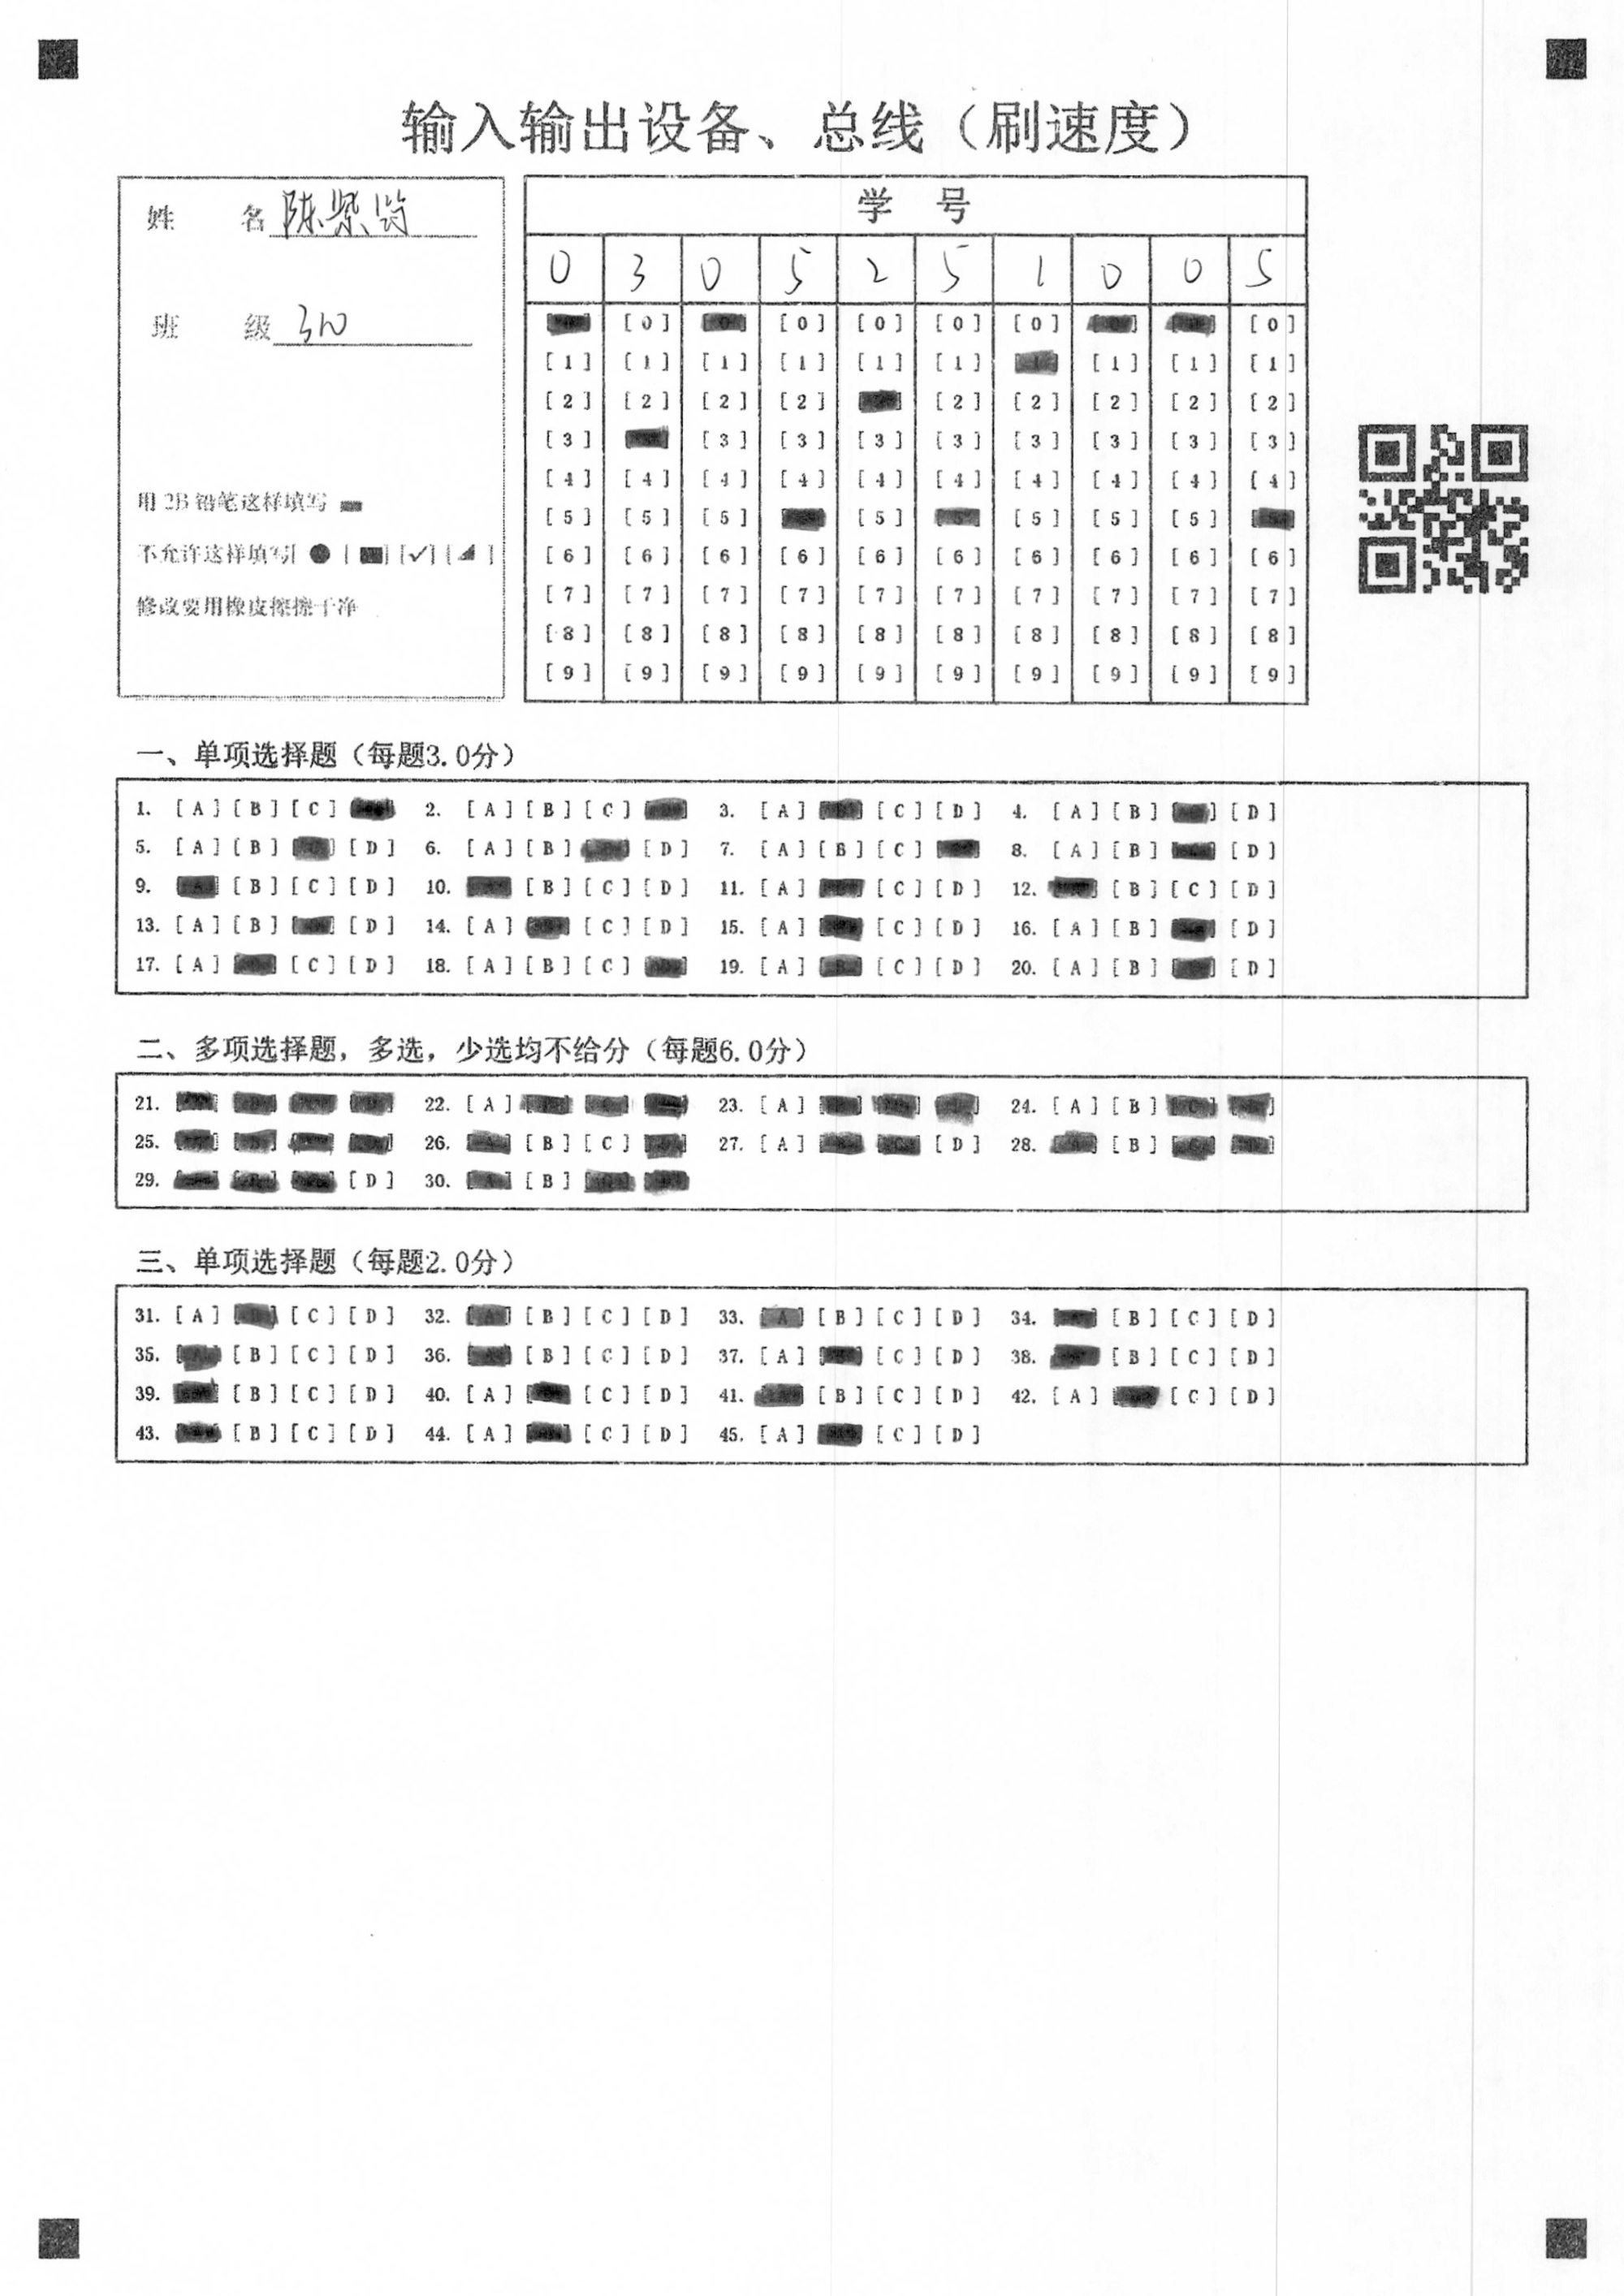 输入输出设备、总线（刷速度）
姓 名 陈紫筠
班 级 310
用 2B 铅笔这样填写
不允许这样填写[ ● [ ■] [✓] [◢ ]
修改要用橡皮擦擦干净
学 号
0 3 0 5 2 5 1 0 0 5
[ 0 ] [ 0 ] [ 0 ] [ 0 ] [ 0 ] [ 0 ]
[ 1 ] [ 1 ] [ 1 ] [ 1 ] [ 1 ] [ 1 ] [ 1 ] [ 1 ] [ 1 ]
[ 2 ] [ 2 ] [ 2 ] [ 2 ] [ 2 ] [ 2 ] [ 2 ] [ 2 ] [ 2 ]
[ 3 ] [ 3 ] [ 3 ] [ 3 ] [ 3 ] [ 3 ] [ 3 ] [ 3 ] [ 3 ]
[ 4 ] [ 4 ] [ 4 ] [ 4 ] [ 4 ] [ 4 ] [ 4 ] [ 4 ] [ 4 ] [ 4 ]
[ 5 ] [ 5 ] [ 5 ] [ 5 ] [ 5 ] [ 5 ] [ 5 ]
[ 6 ] [ 6 ] [ 6 ] [ 6 ] [ 6 ] [ 6 ] [ 6 ] [ 6 ] [ 6 ] [ 6 ]
[ 7 ] [ 7 ] [ 7 ] [ 7 ] [ 7 ] [ 7 ] [ 7 ] [ 7 ] [ 7 ] [ 7 ]
[ 8 ] [ 8 ] [ 8 ] [ 8 ] [ 8 ] [ 8 ] [ 8 ] [ 8 ] [ 8 ] [ 8 ]
[ 9 ] [ 9 ] [ 9 ] [ 9 ] [ 9 ] [ 9 ] [ 9 ] [ 9 ] [ 9 ] [ 9 ]
一、单项选择题（每题3.0分）
1. [ A ] [ B ] [ C ] 2. [ A ] [ B ] [ C ] 3. [ A ] [ C ] [ D ] 4. [ A ] [ B ] [ D ]
5. [ A ] [ B ] [ D ] 6. [ A ] [ B ] [ D ] 7. [ A ] [ B ] [ C ] 8. [ A ] [ B ] [ D ]
9. [ B ] [ C ] [ D ] 10. [ B ] [ C ] [ D ] 11. [ A ] [ C ] [ D ] 12. [ B ] [ C ] [ D ]
13. [ A ] [ B ] [ D ] 14. [ A ] [ C ] [ D ] 15. [ A ] [ C ] [ D ] 16. [ A ] [ B ] [ D ]
17. [ A ] [ C ] [ D ] 18. [ A ] [ B ] [ C ] 19. [ A ] [ C ] [ D ] 20. [ A ] [ B ] [ D ]
二、多项选择题，多选，少选均不给分（每题6.0分）
21. 22. [ A ] 23. [ A ] 24. [ A ] [ B ]
25. 26. [ B ] [ C ] 27. [ A ] [ D ] 28. [ B ]
29. [ D ] 30. [ B ]
三、单项选择题（每题2.0分）
31. [ A ] [ C ] [ D ] 32. [ B ] [ C ] [ D ] 33. [ B ] [ C ] [ D ] 34. [ B ] [ C ] [ D ]
35. [ B ] [ C ] [ D ] 36. [ B ] [ C ] [ D ] 37. [ A ] [ C ] [ D ] 38. [ B ] [ C ] [ D ]
39. [ B ] [ C ] [ D ] 40. [ A ] [ C ] [ D ] 41. [ B ] [ C ] [ D ] 42. [ A ] [ C ] [ D ]
43. [ B ] [ C ] [ D ] 44. [ A ] [ C ] [ D ] 45. [ A ] [ C ] [ D ]